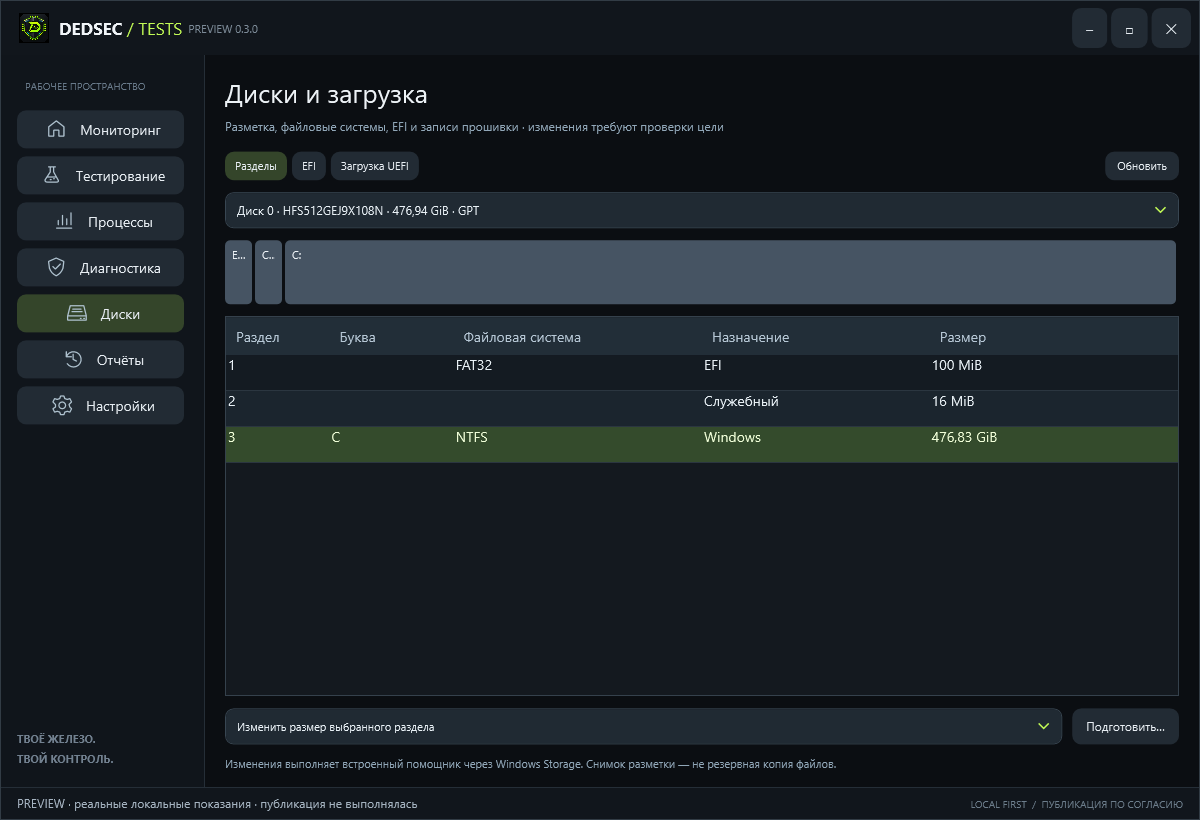 DEDSEC / TESTS PREVIEW 0.3.0
РАБОЧЕЕ ПРОСТРАНСТВО
Мониторинг
Тестирование
Процессы
Диагностика
Диски
Отчёты
Настройки
ТВОЁ ЖЕЛЕЗО.
ТВОЙ КОНТРОЛЬ.
Диски и загрузка
Разметка, файловые системы, EFI и записи прошивки · изменения требуют проверки цели
Разделы EFI Загрузка UEFI Обновить
Диск 0 · HFS512GEJ9X108N · 476,94 GiB · GPT
E... C.. C:
Раздел Буква Файловая система Назначение Размер
1 FAT32 EFI 100 MiB
2 Служебный 16 MiB
3 C NTFS Windows 476,83 GiB
Изменить размер выбранного раздела Подготовить...
Изменения выполняет встроенный помощник через Windows Storage. Снимок разметки — не резервная копия файлов.
PREVIEW · реальные локальные показания · публикация не выполнялась LOCAL FIRST / ПУБЛИКАЦИЯ ПО СОГЛАСИЮ